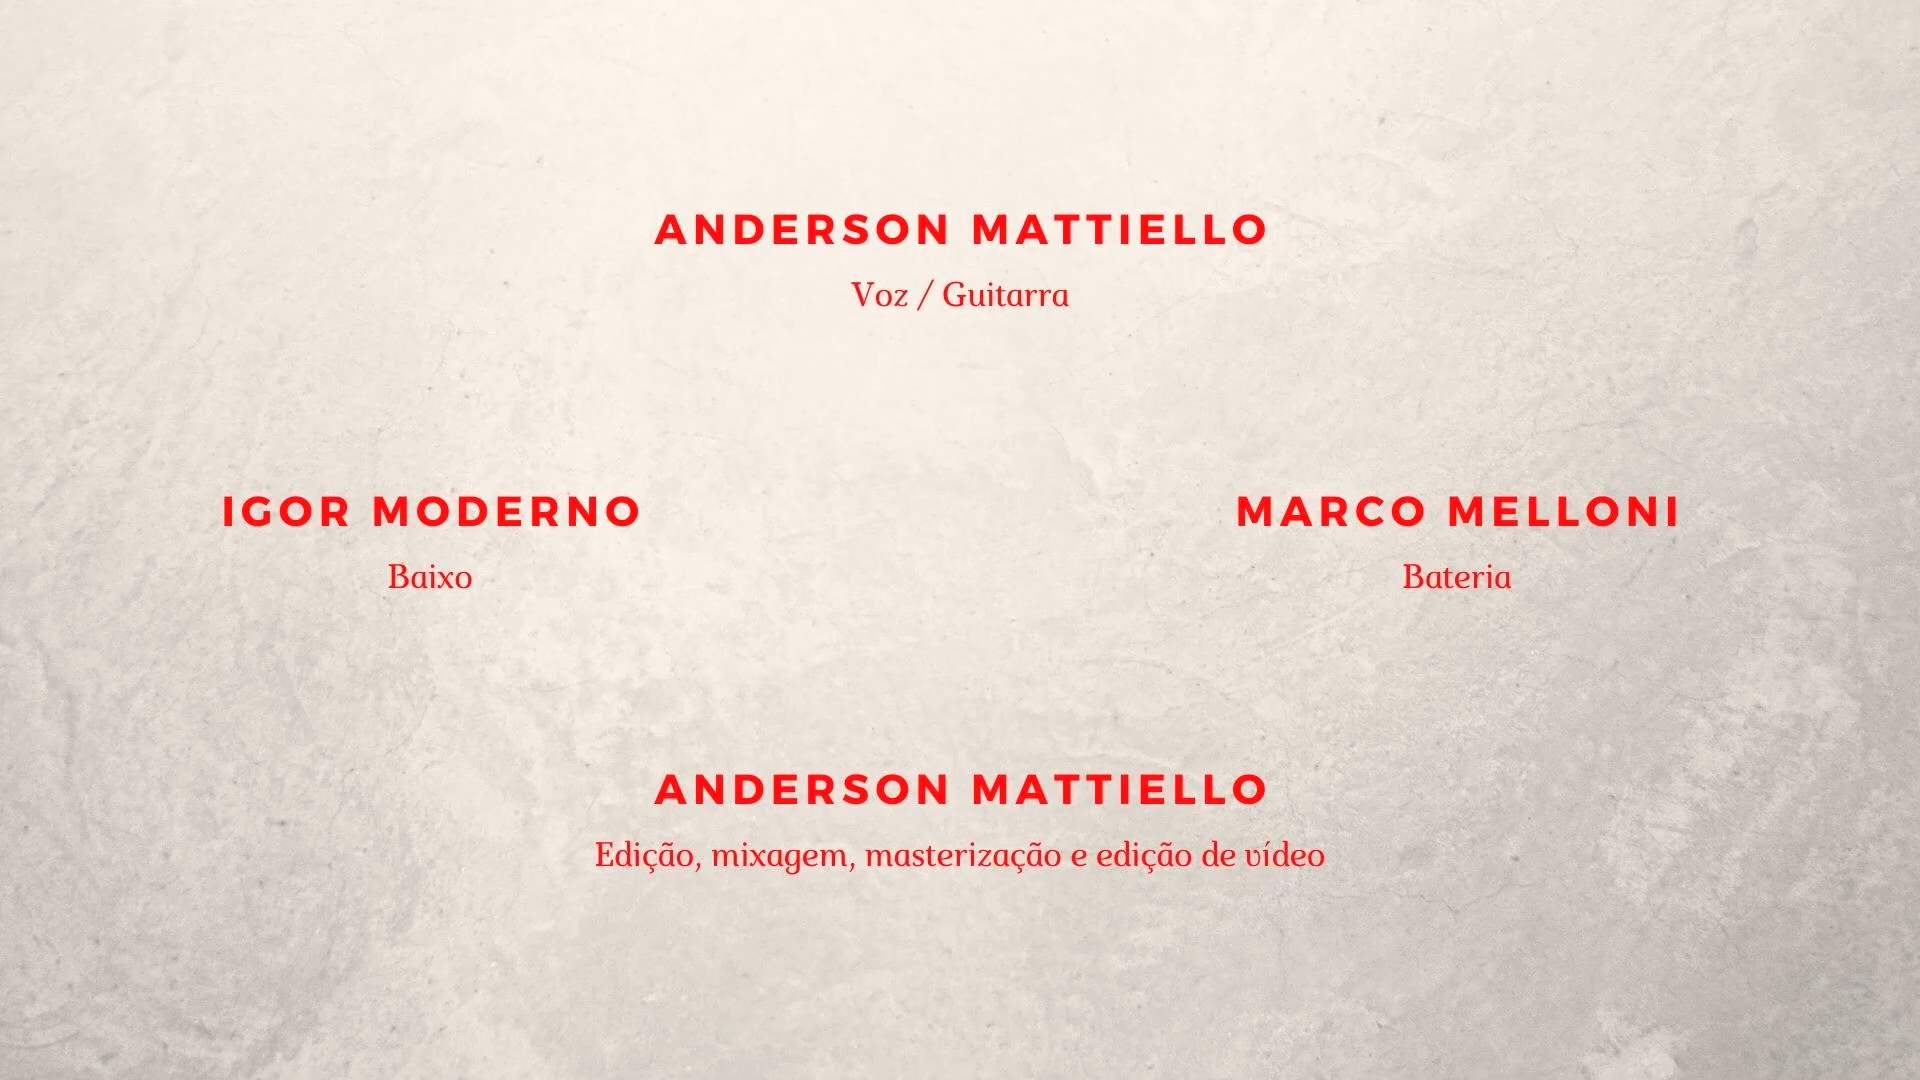 ANDERSON MATTIELLO
Voz / Guitarra
IGOR MODERNO
Baixo
MARCO MELLONI
Bateria
ANDERSON MATTIELLO
Edição, mixagem, masterização e edição de vídeo